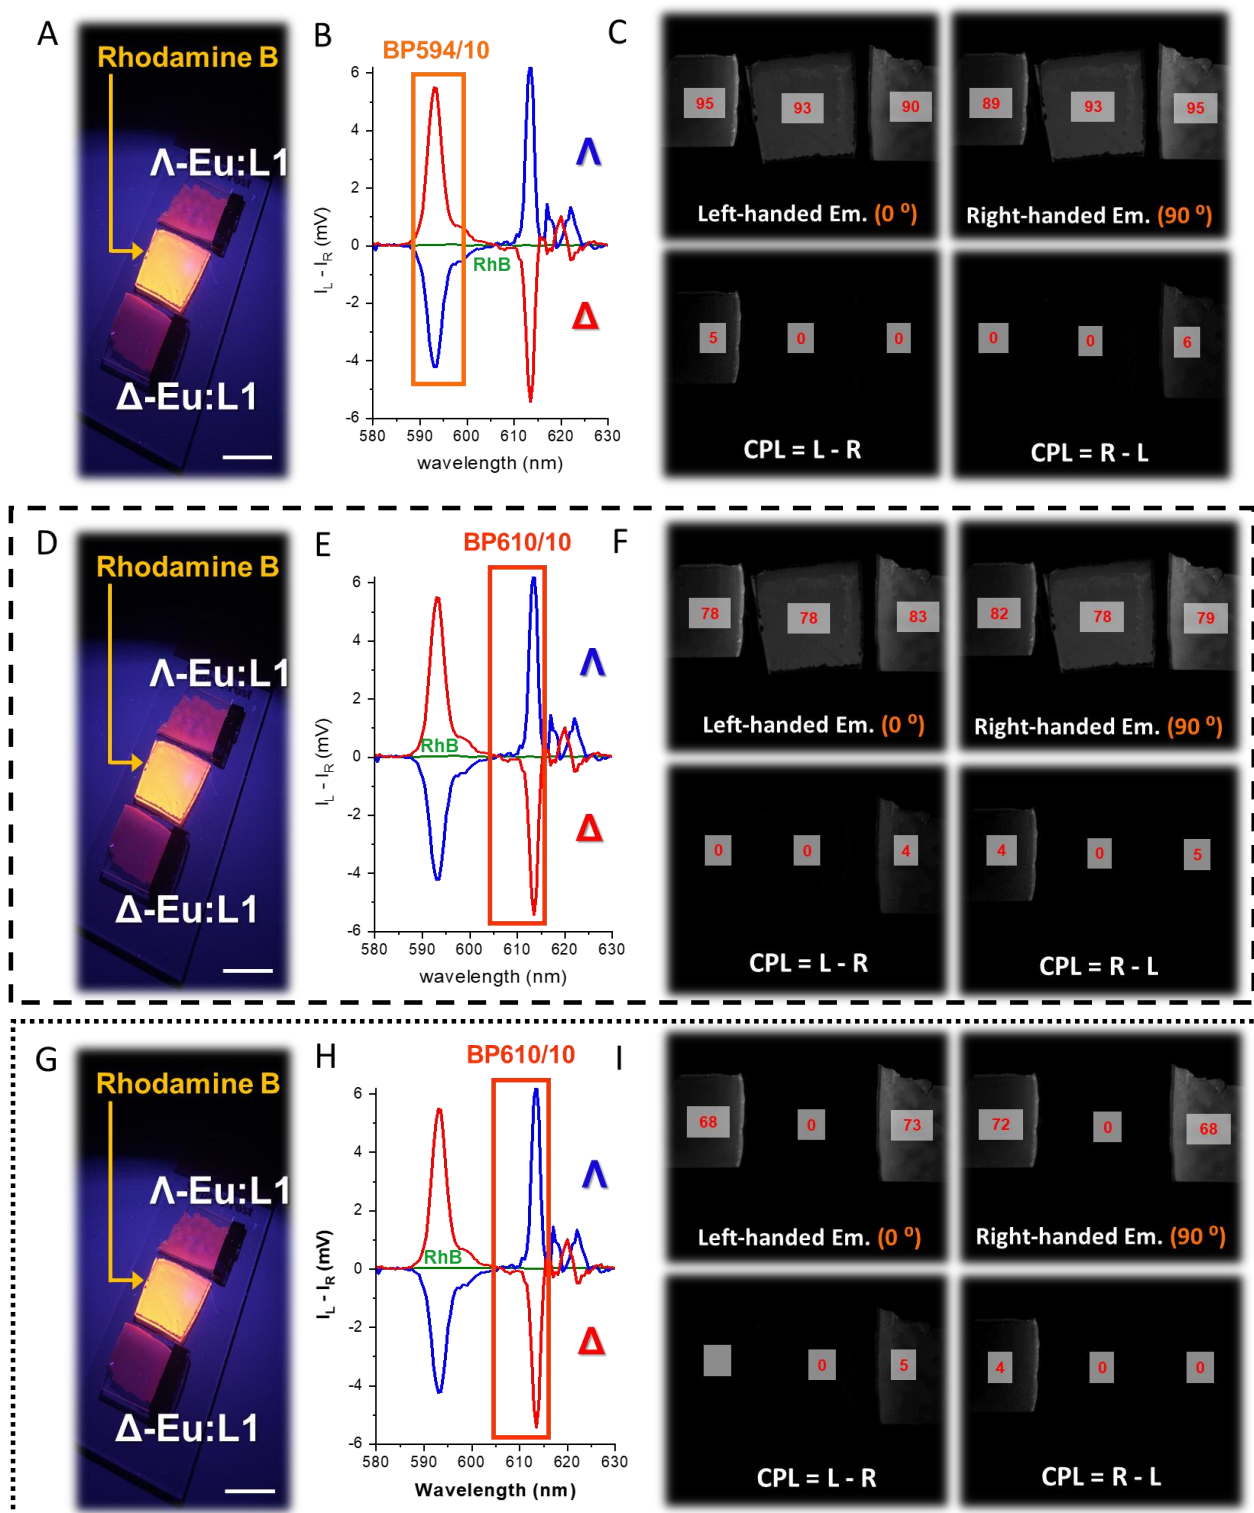 A
Rhodamine B
Λ-Eu:L1
Δ-Eu:L1
B
BP594/10
6
4
2
0
-2
-4
-6
I_L - I_R (mV)
Λ
RhB
Δ
580 590 600 610 620 630
wavelength (nm)
C
95 93 90
Left-handed Em. (0 º)
89 93 95
Right-handed Em. (90 º)
5 0 0
CPL = L - R
0 0 6
CPL = R - L
D
Rhodamine B
Λ-Eu:L1
Δ-Eu:L1
E
BP610/10
6
4
2
0
-2
-4
-6
I_L - I_R (mV)
Λ
RhB
Δ
580 590 600 610 620 630
wavelength (nm)
F
78 78 83
Left-handed Em. (0 º)
82 78 79
Right-handed Em. (90 º)
0 0 4
CPL = L - R
4 0 5
CPL = R - L
G
Rhodamine B
Λ-Eu:L1
Δ-Eu:L1
H
BP610/10
6
4
2
0
-2
-4
-6
I_L - I_R (mV)
Λ
RhB
Δ
580 590 600 610 620 630
Wavelength (nm)
I
68 0 73
Left-handed Em. (0 º)
72 0 68
Right-handed Em. (90 º)
0 5
CPL = L - R
4 0 0
CPL = R - L